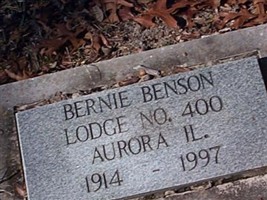 BERNIE BENSON
LODGE NO. 400
AURORA IL.
1914 - 1997